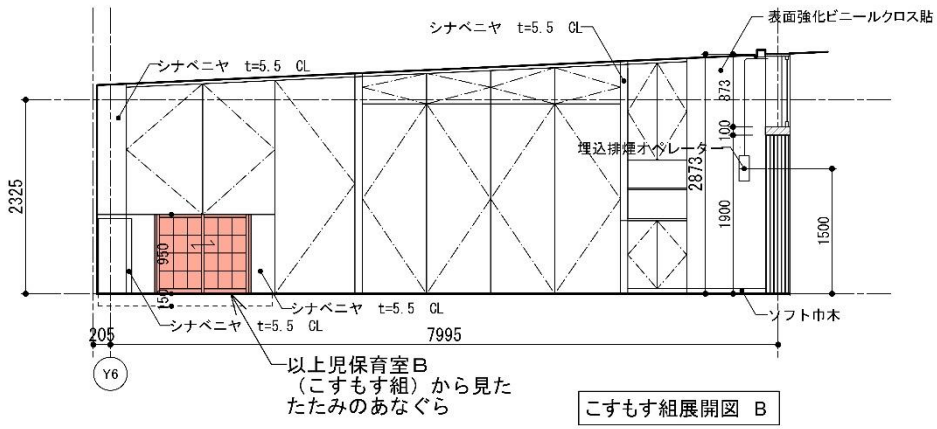 表面強化ビニールクロス貼
シナベニヤ t=5.5 CL
シナベニヤ t=5.5 CL
873
100
埋込排煙オペレーター
2873
2325
1900
1500
950
150
シナベニヤ t=5.5 CL
シナベニヤ t=5.5 CL
ソフト巾木
205
7995
Y6
以上児保育室B
(こすもす組)から見た
たたみのあなぐら
こすもす組展開図 B